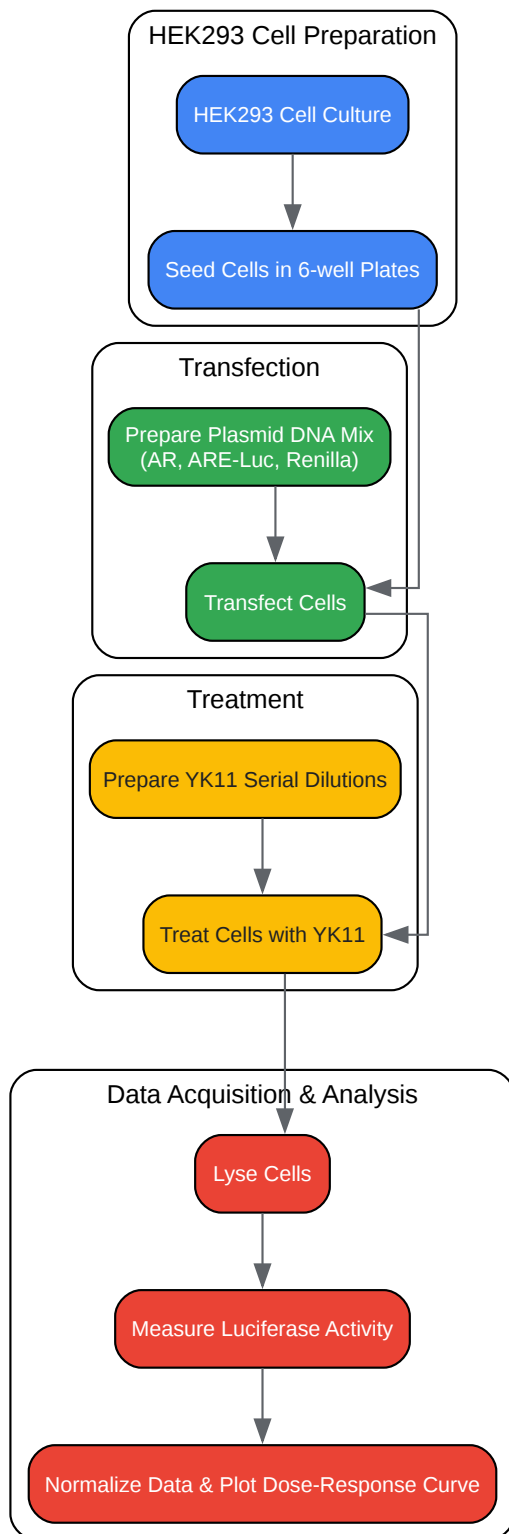 HEK293 Cell Preparation
HEK293 Cell Culture
Seed Cells in 6-well Plates
Transfection
Prepare Plasmid DNA Mix
(AR, ARE-Luc, Renilla)
Transfect Cells
Treatment
Prepare YK11 Serial Dilutions
Treat Cells with YK11
Data Acquisition & Analysis
Lyse Cells
Measure Luciferase Activity
Normalize Data & Plot Dose-Response Curve